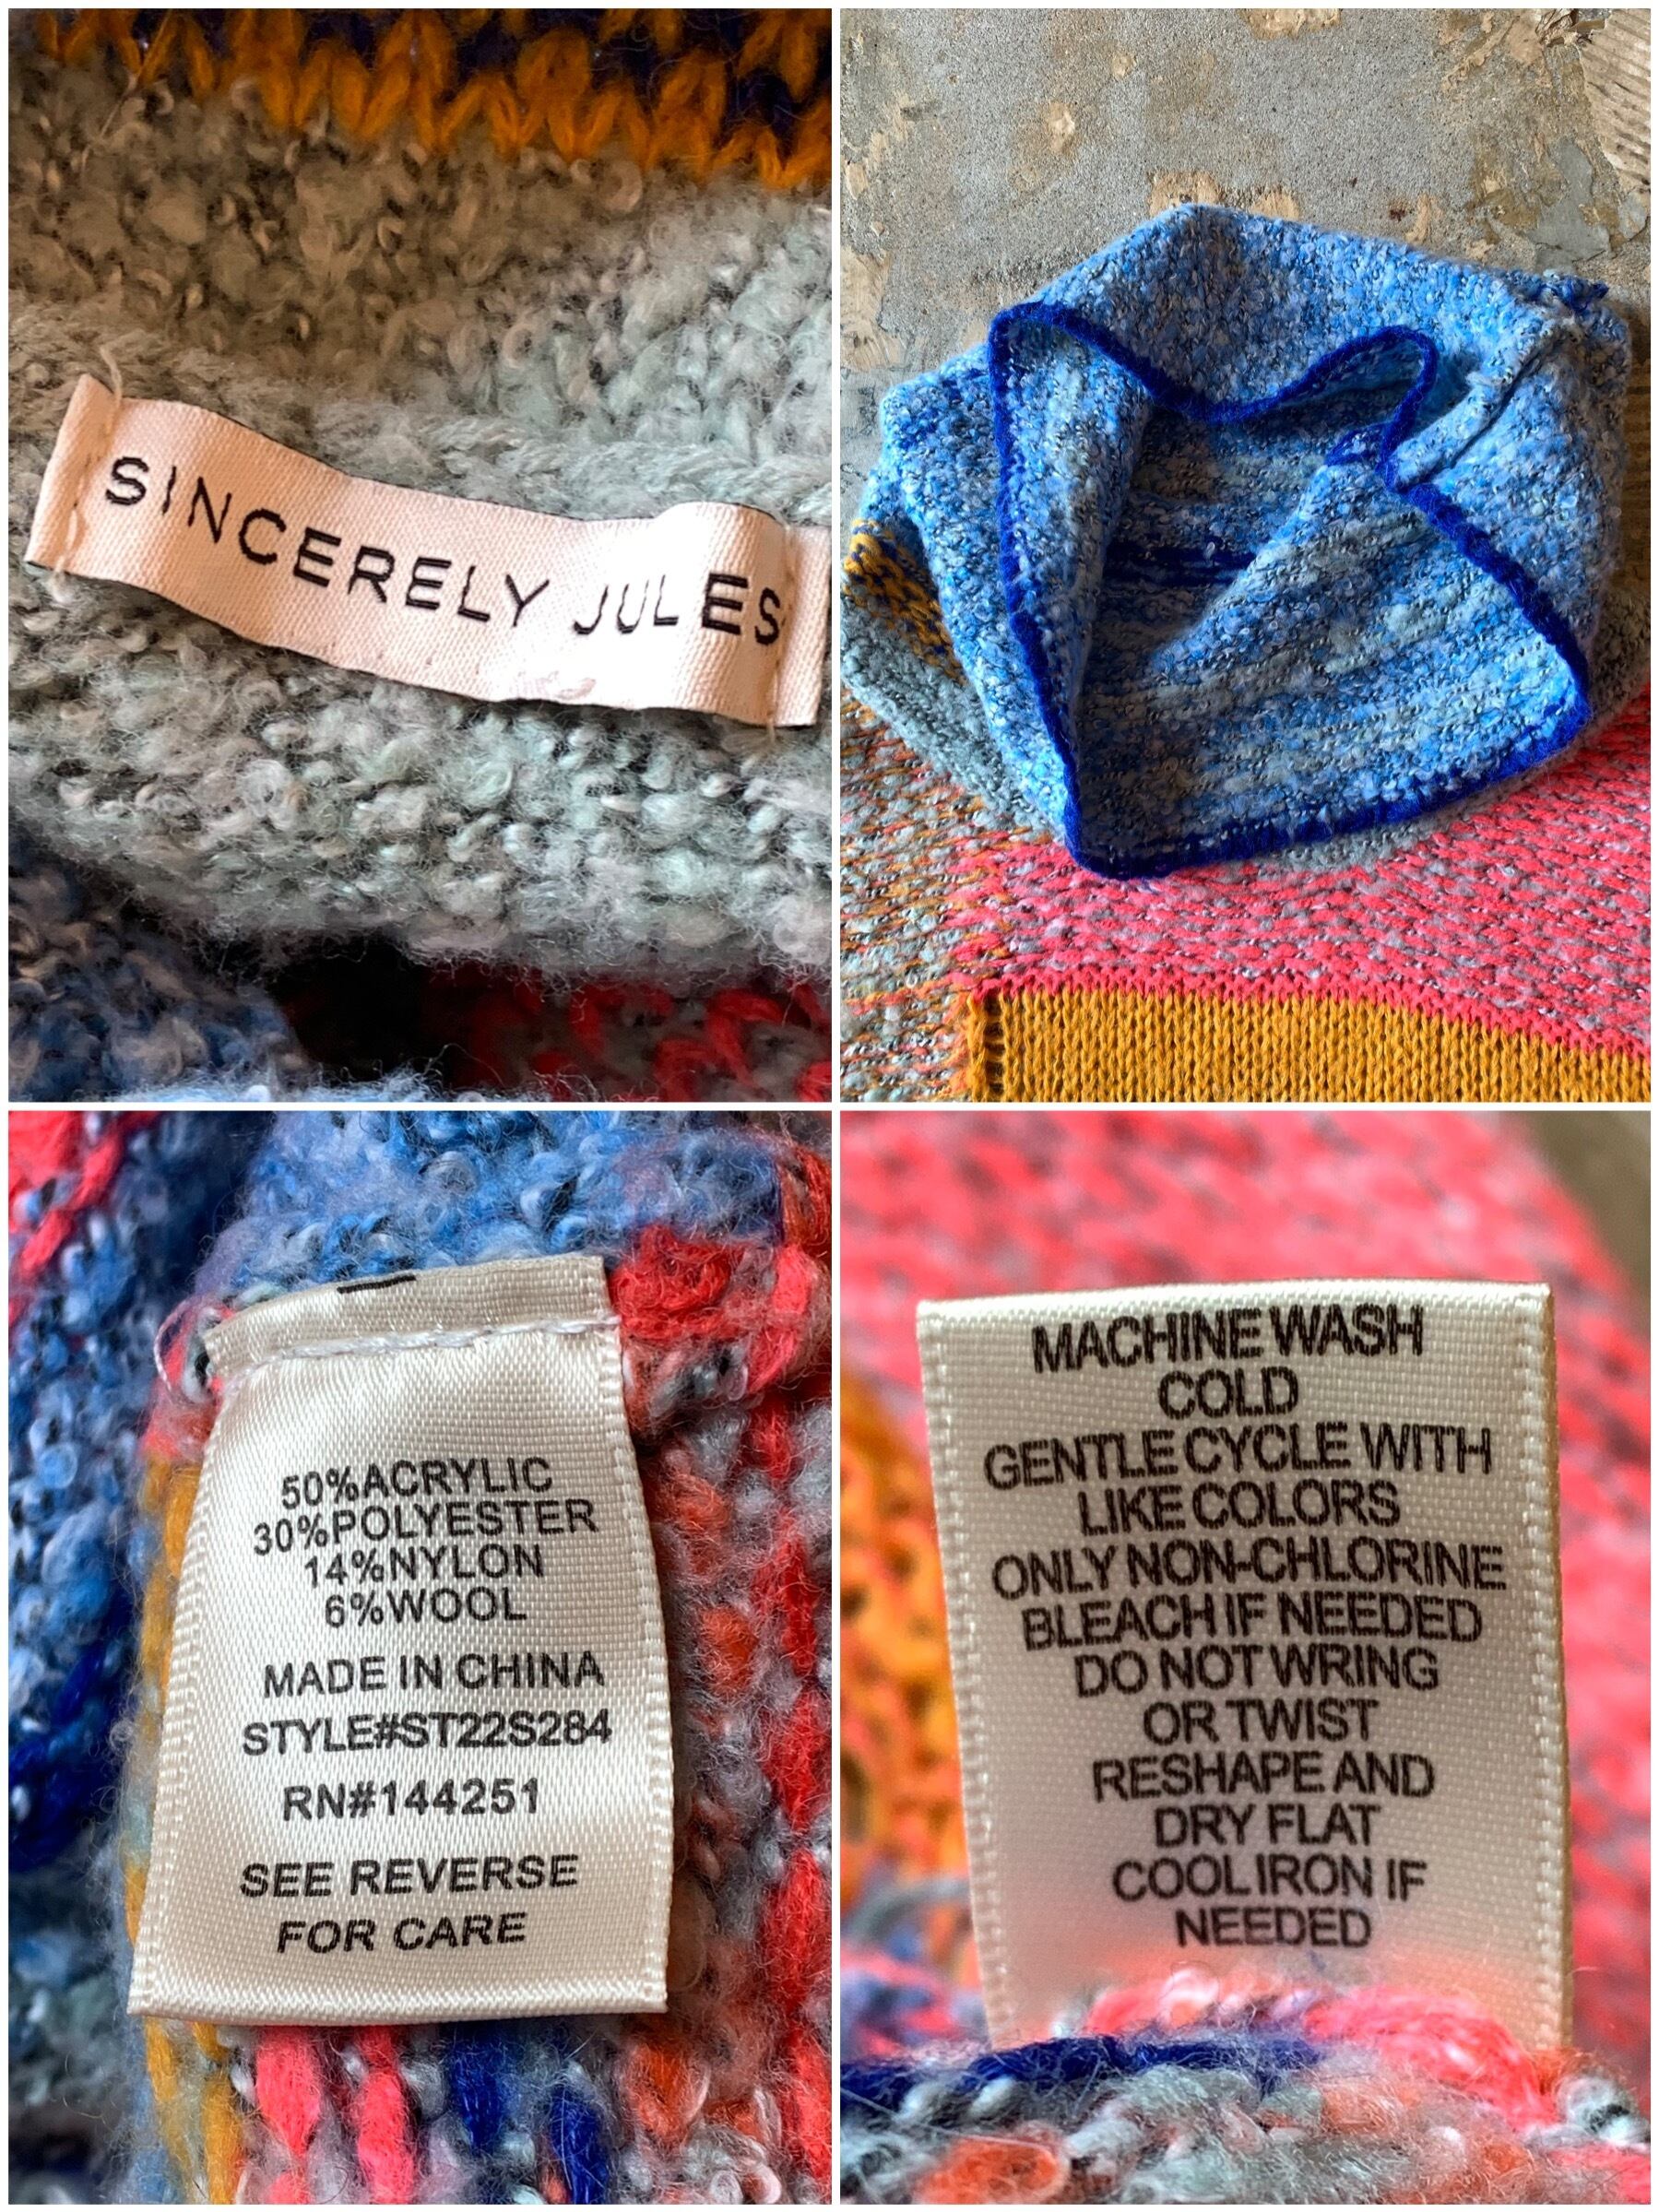 SINCERELY JULES
50%ACRYLIC
30%POLYESTER
14%NYLON
6%WOOL
MADE IN CHINA
STYLE#ST22S284
RN#144251
SEE REVERSE
FOR CARE
MACHINE WASH
COLD
GENTLE CYCLE WITH
LIKE COLORS
ONLY NON-CHLORINE
BLEACH IF NEEDED
DO NOT WRING
OR TWIST
RESHAPE AND
DRY FLAT
COOL IRON IF
NEEDED